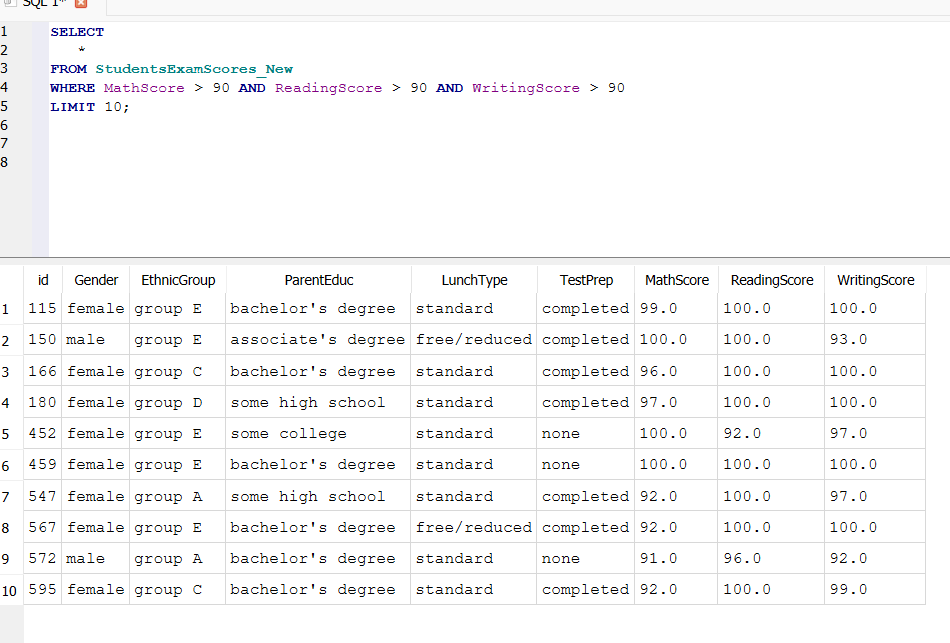 SQL 1*
1 SELECT
2 *
3 FROM StudentsExamScores_New
4 WHERE MathScore > 90 AND ReadingScore > 90 AND WritingScore > 90
5 LIMIT 10;
6
7
8
id Gender EthnicGroup ParentEduc LunchType TestPrep MathScore ReadingScore WritingScore
1 115 female group E bachelor's degree standard completed 99.0 100.0 100.0
2 150 male group E associate's degree free/reduced completed 100.0 100.0 93.0
3 166 female group C bachelor's degree standard completed 96.0 100.0 100.0
4 180 female group D some high school standard completed 97.0 100.0 100.0
5 452 female group E some college standard none 100.0 92.0 97.0
6 459 female group E bachelor's degree standard none 100.0 100.0 100.0
7 547 female group A some high school standard completed 92.0 100.0 97.0
8 567 female group E bachelor's degree free/reduced completed 92.0 100.0 100.0
9 572 male group A bachelor's degree standard none 91.0 96.0 92.0
10 595 female group C bachelor's degree standard completed 92.0 100.0 99.0